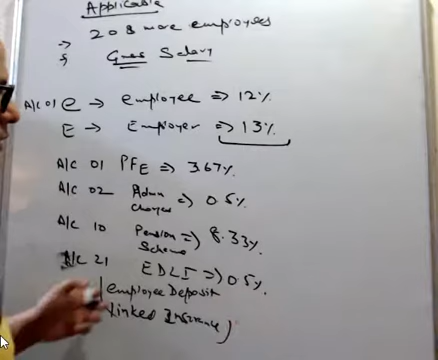 Applicable
→ 20 & more employees
→ Gross Salary
A/C 01 e → employee ⇒ 12%
E → Employer ⇒ 13%
A/C 01 PFE ⇒ 3.67%
A/C 02 Admn Charges ⇒ 0.5%
A/C 10 Pension Scheme ⇒ 8.33%
A/C 21 EDLI ⇒ 0.5%
(employee Deposit
Linked Insurance)